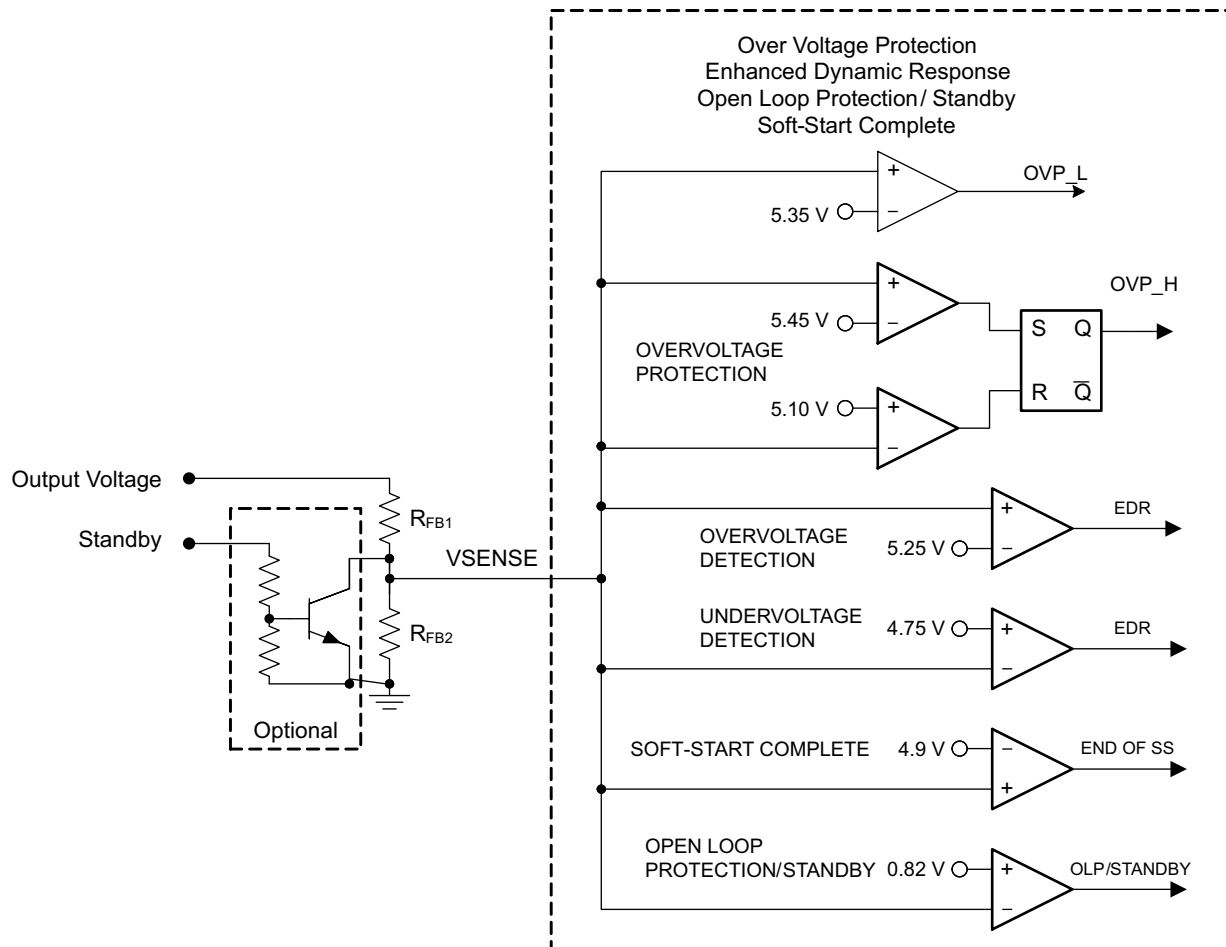 Over Voltage Protection
Enhanced Dynamic Response
Open Loop Protection/ Standby
Soft-Start Complete
+
OVP_L
5.35 V
−
+
OVP_H
5.45 V
−
S Q
OVERVOLTAGE
PROTECTION
R Q̅
5.10 V
+
−
Output Voltage
RFB1
Standby
VSENSE
+
EDR
OVERVOLTAGE
DETECTION
5.25 V
−
RFB2
UNDERVOLTAGE
DETECTION
4.75 V
+
EDR
−
Optional
SOFT-START COMPLETE
4.9 V
−
END OF SS
+
OPEN LOOP
PROTECTION/STANDBY
0.82 V
+
OLP/STANDBY
−